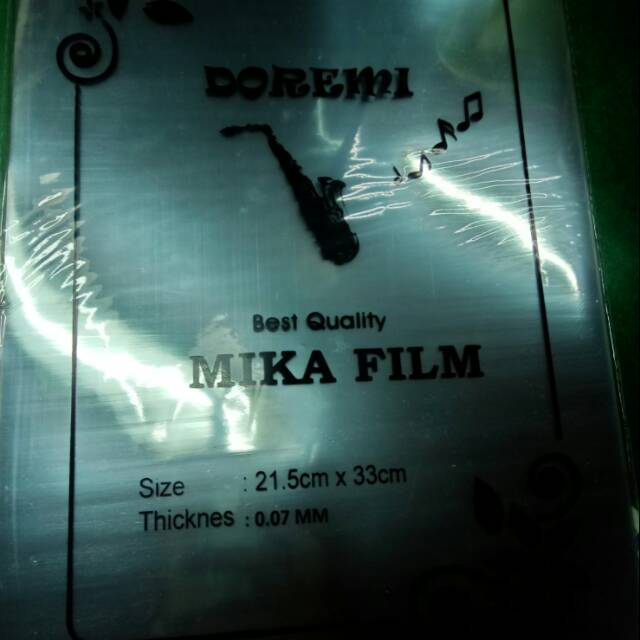 DOREMI
Best Quality
MIKA FILM
Size : 21.5cm x 33cm
Thicknes : 0.07 MM